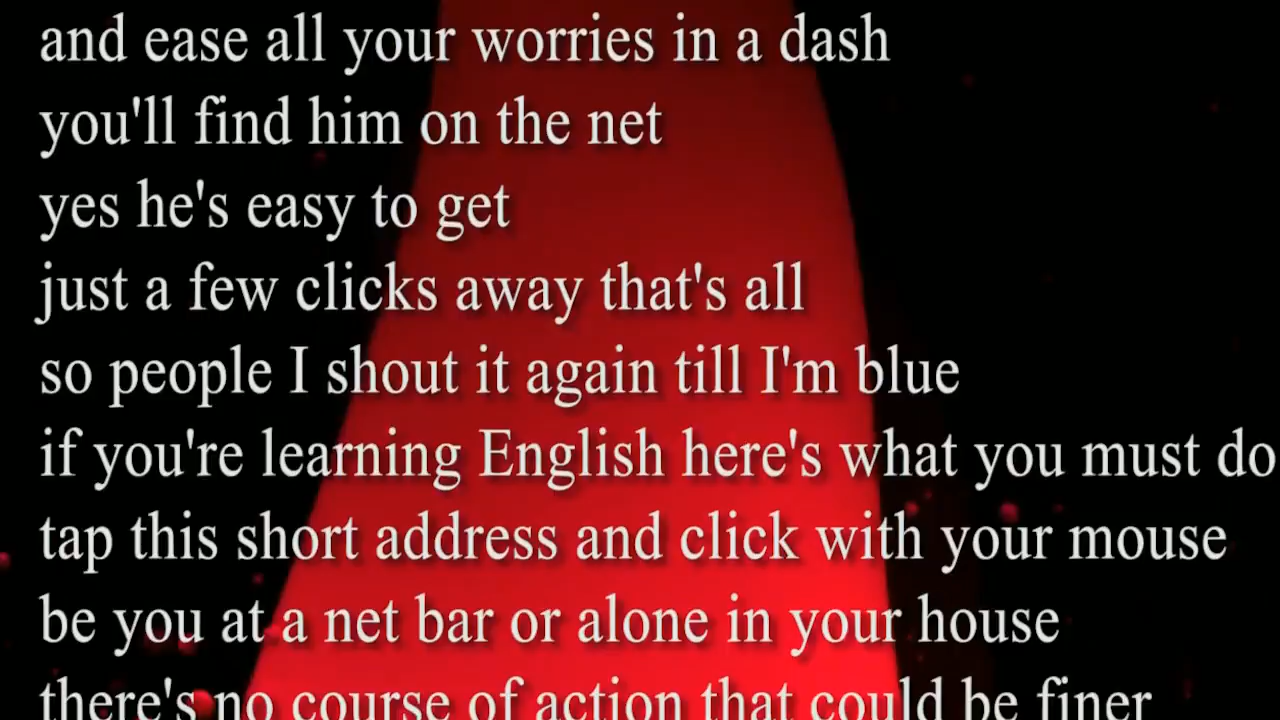 and ease all your worries in a dash
you'll find him on the net
yes he's easy to get
just a few clicks away that's all
so people I shout it again till I'm blue
if you're learning English here's what you must do
tap this short address and click with your mouse
be you at a net bar or alone in your house
there's no course of action that could be finer